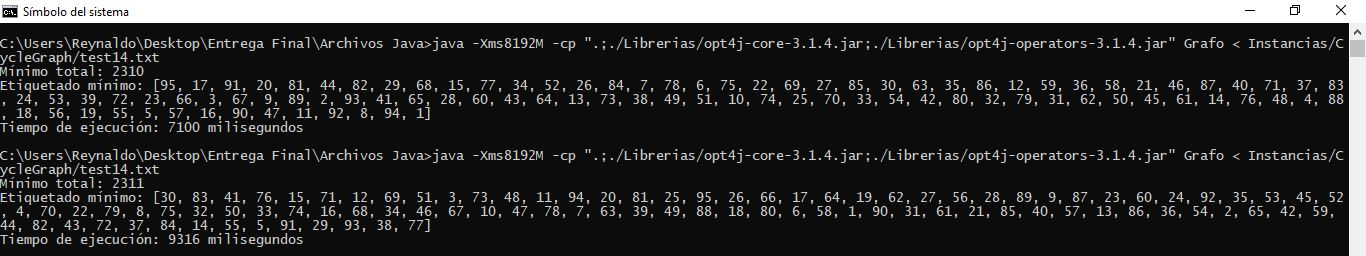 Símbolo del sistema
C:\Users\Reynaldo\Desktop\Entrega Final\Archivos Java>java -Xms8192M -cp ".;./Librerias/opt4j-core-3.1.4.jar;./Librerias/opt4j-operators-3.1.4.jar" Grafo < Instancias/C
ycleGraph/test14.txt
Mínimo total: 2310
Etiquetado mínimo: [95, 17, 91, 20, 81, 44, 82, 29, 68, 15, 77, 34, 52, 26, 84, 7, 78, 6, 75, 22, 69, 27, 85, 30, 63, 35, 86, 12, 59, 36, 58, 21, 46, 87, 40, 71, 37, 83
, 24, 53, 39, 72, 23, 66, 3, 67, 9, 89, 2, 93, 41, 65, 28, 60, 43, 64, 13, 73, 38, 49, 51, 10, 74, 25, 70, 33, 54, 42, 80, 32, 79, 31, 62, 50, 45, 61, 14, 76, 48, 4, 88
, 18, 56, 19, 55, 5, 57, 16, 90, 47, 11, 92, 8, 94, 1]
Tiempo de ejecución: 7100 milisegundos
C:\Users\Reynaldo\Desktop\Entrega Final\Archivos Java>java -Xms8192M -cp ".;./Librerias/opt4j-core-3.1.4.jar;./Librerias/opt4j-operators-3.1.4.jar" Grafo < Instancias/C
ycleGraph/test14.txt
Mínimo total: 2311
Etiquetado mínimo: [30, 83, 41, 76, 15, 71, 12, 69, 51, 3, 73, 48, 11, 94, 20, 81, 25, 95, 26, 66, 17, 64, 19, 62, 27, 56, 28, 89, 9, 87, 23, 60, 24, 92, 35, 53, 45, 52
, 4, 70, 22, 79, 8, 75, 32, 50, 33, 74, 16, 68, 34, 46, 67, 10, 47, 78, 7, 63, 39, 49, 88, 18, 80, 6, 58, 1, 90, 31, 61, 21, 85, 40, 57, 13, 86, 36, 54, 2, 65, 42, 59,
44, 82, 43, 72, 37, 84, 14, 55, 5, 91, 29, 93, 38, 77]
Tiempo de ejecución: 9316 milisegundos